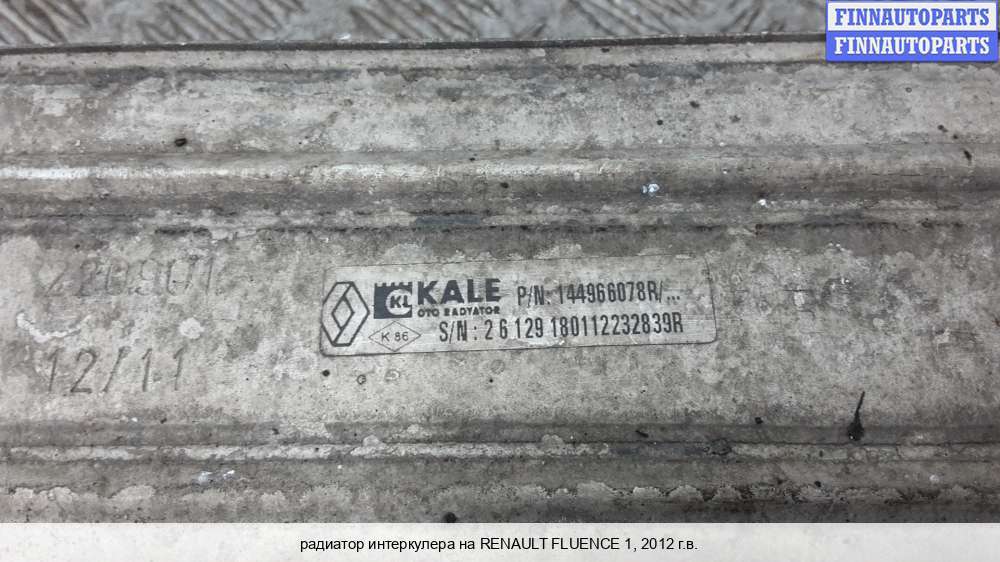 FINNAUTOPARTS
FINNAUTOPARTS
KL KALE
OTO RADYATOR
P/N: 144966078R/...
K 86
S/N : 2 6 129 180112232839R
12/11
радиатор интеркулера на RENAULT FLUENCE 1, 2012 г.в.